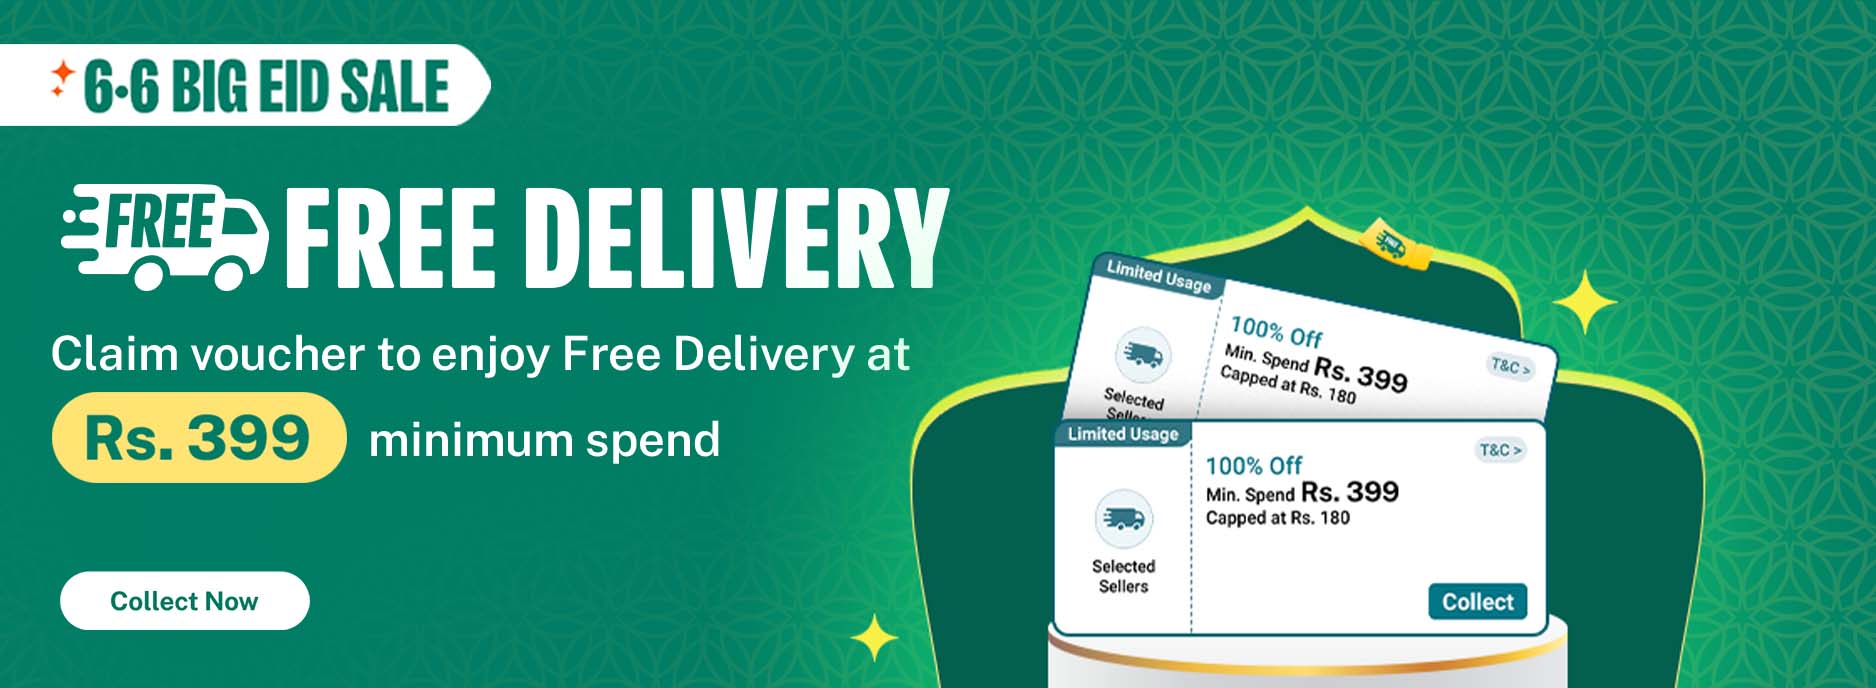 6.6 BIG EID SALE
FREE
FREE DELIVERY
Claim voucher to enjoy Free Delivery at
Rs. 399 minimum spend
Collect Now
Limited Usage
100% Off
Min. Spend Rs. 399
Capped at Rs. 180
T&C >
Selected
Sellers
Limited Usage
100% Off
Min. Spend Rs. 399
Capped at Rs. 180
T&C >
Selected
Sellers
Collect